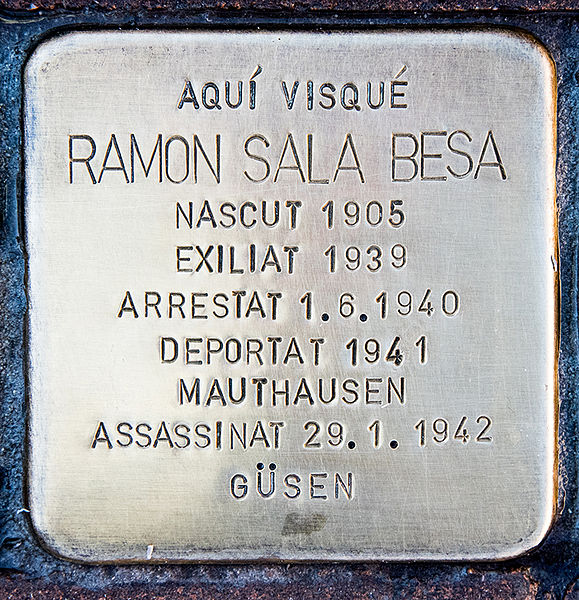 AQUÍ VISQUÉ
RAMON SALA BESA
NASCUT 1905
EXILIAT 1939
ARRESTAT 1.6.1940
DEPORTAT 1941
MAUTHAUSEN
ASSASSINAT 29.1.1942
GÜSEN